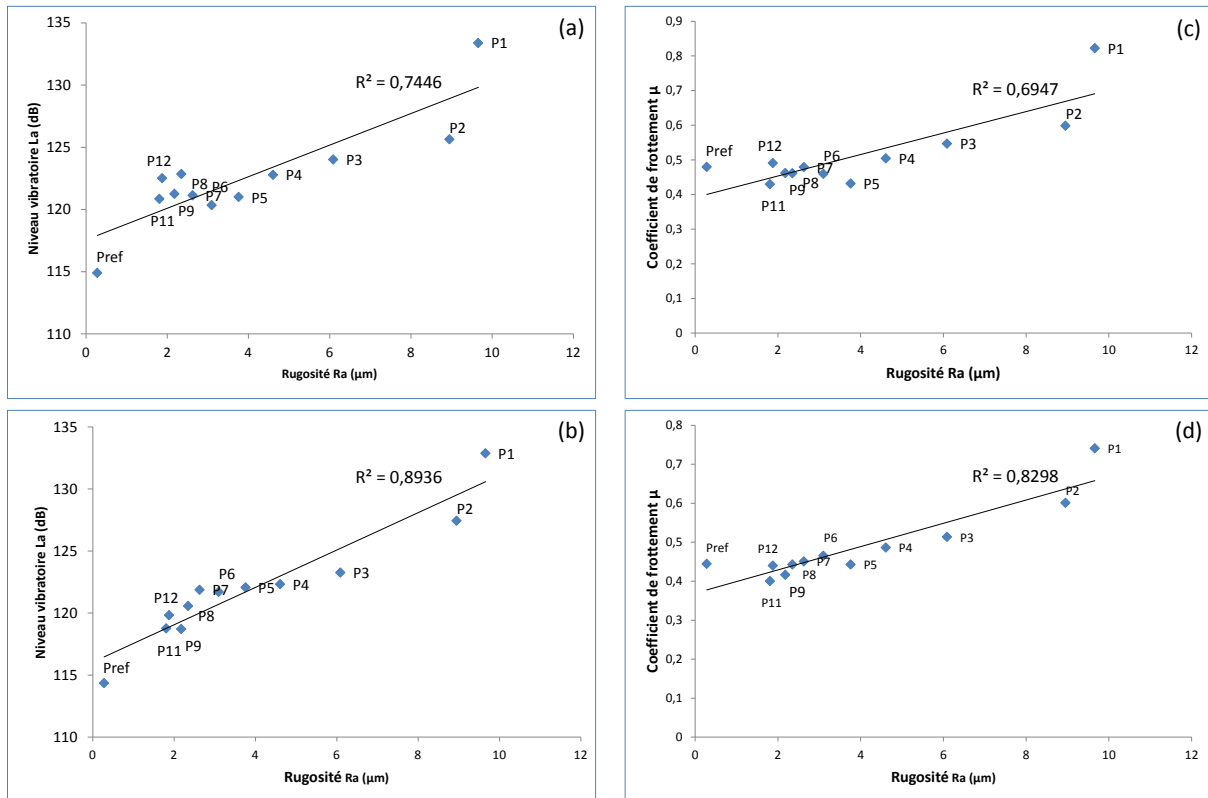 (a)
Niveau vibratoire La (dB)
135
130
125
120
115
110
R² = 0,7446
P1
P2
P3
P4
P5
P6
P7
P8
P9
P11
P12
Pref
0 2 4 6 8 10 12
Rugosité Ra (µm)
(c)
Coefficient de frottement µ
0,9
0,8
0,7
0,6
0,5
0,4
0,3
0,2
0,1
0
R² = 0,6947
P1
P2
P3
P4
P5
P6
P7
P8
P9
P11
P12
Pref
0 2 4 6 8 10 12
Rugosité Ra (µm)
(b)
Niveau vibratoire La (dB)
135
130
125
120
115
110
R² = 0,8936
P1
P2
P3
P4
P5
P6
P7
P8
P9
P11
P12
Pref
0 2 4 6 8 10 12
Rugosité Ra (µm)
(d)
Coefficient de frottement µ
0,8
0,7
0,6
0,5
0,4
0,3
0,2
0,1
0
R² = 0,8298
P1
P2
P3
P4
P5
P6
P7
P8
P9
P11
P12
Pref
0 2 4 6 8 10 12
Rugosité Ra (µm)